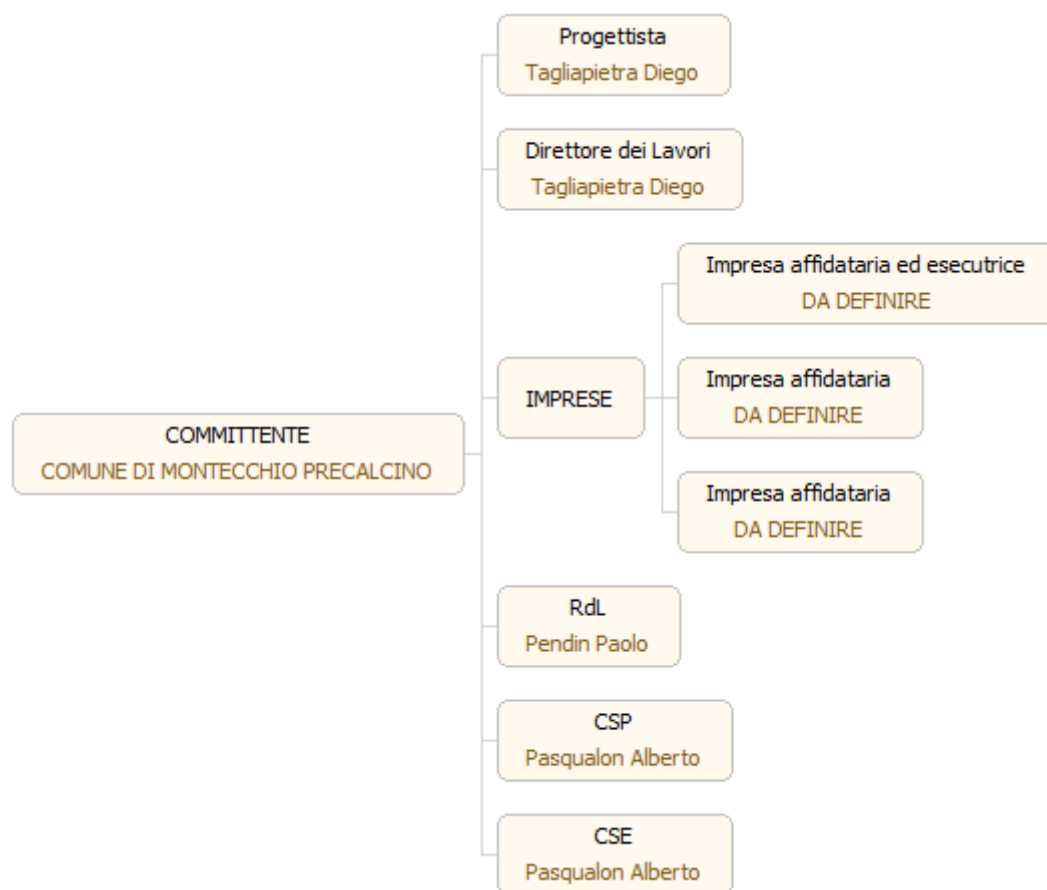 Progettista
Tagliapietra Diego
Direttore dei Lavori
Tagliapietra Diego
Impresa affidataria ed esecutrice
DA DEFINIRE
IMPRESE
Impresa affidataria
DA DEFINIRE
COMMITTENTE
COMUNE DI MONTECCHIO PRECALCINO
Impresa affidataria
DA DEFINIRE
RdL
Pendin Paolo
CSP
Pasqualon Alberto
CSE
Pasqualon Alberto